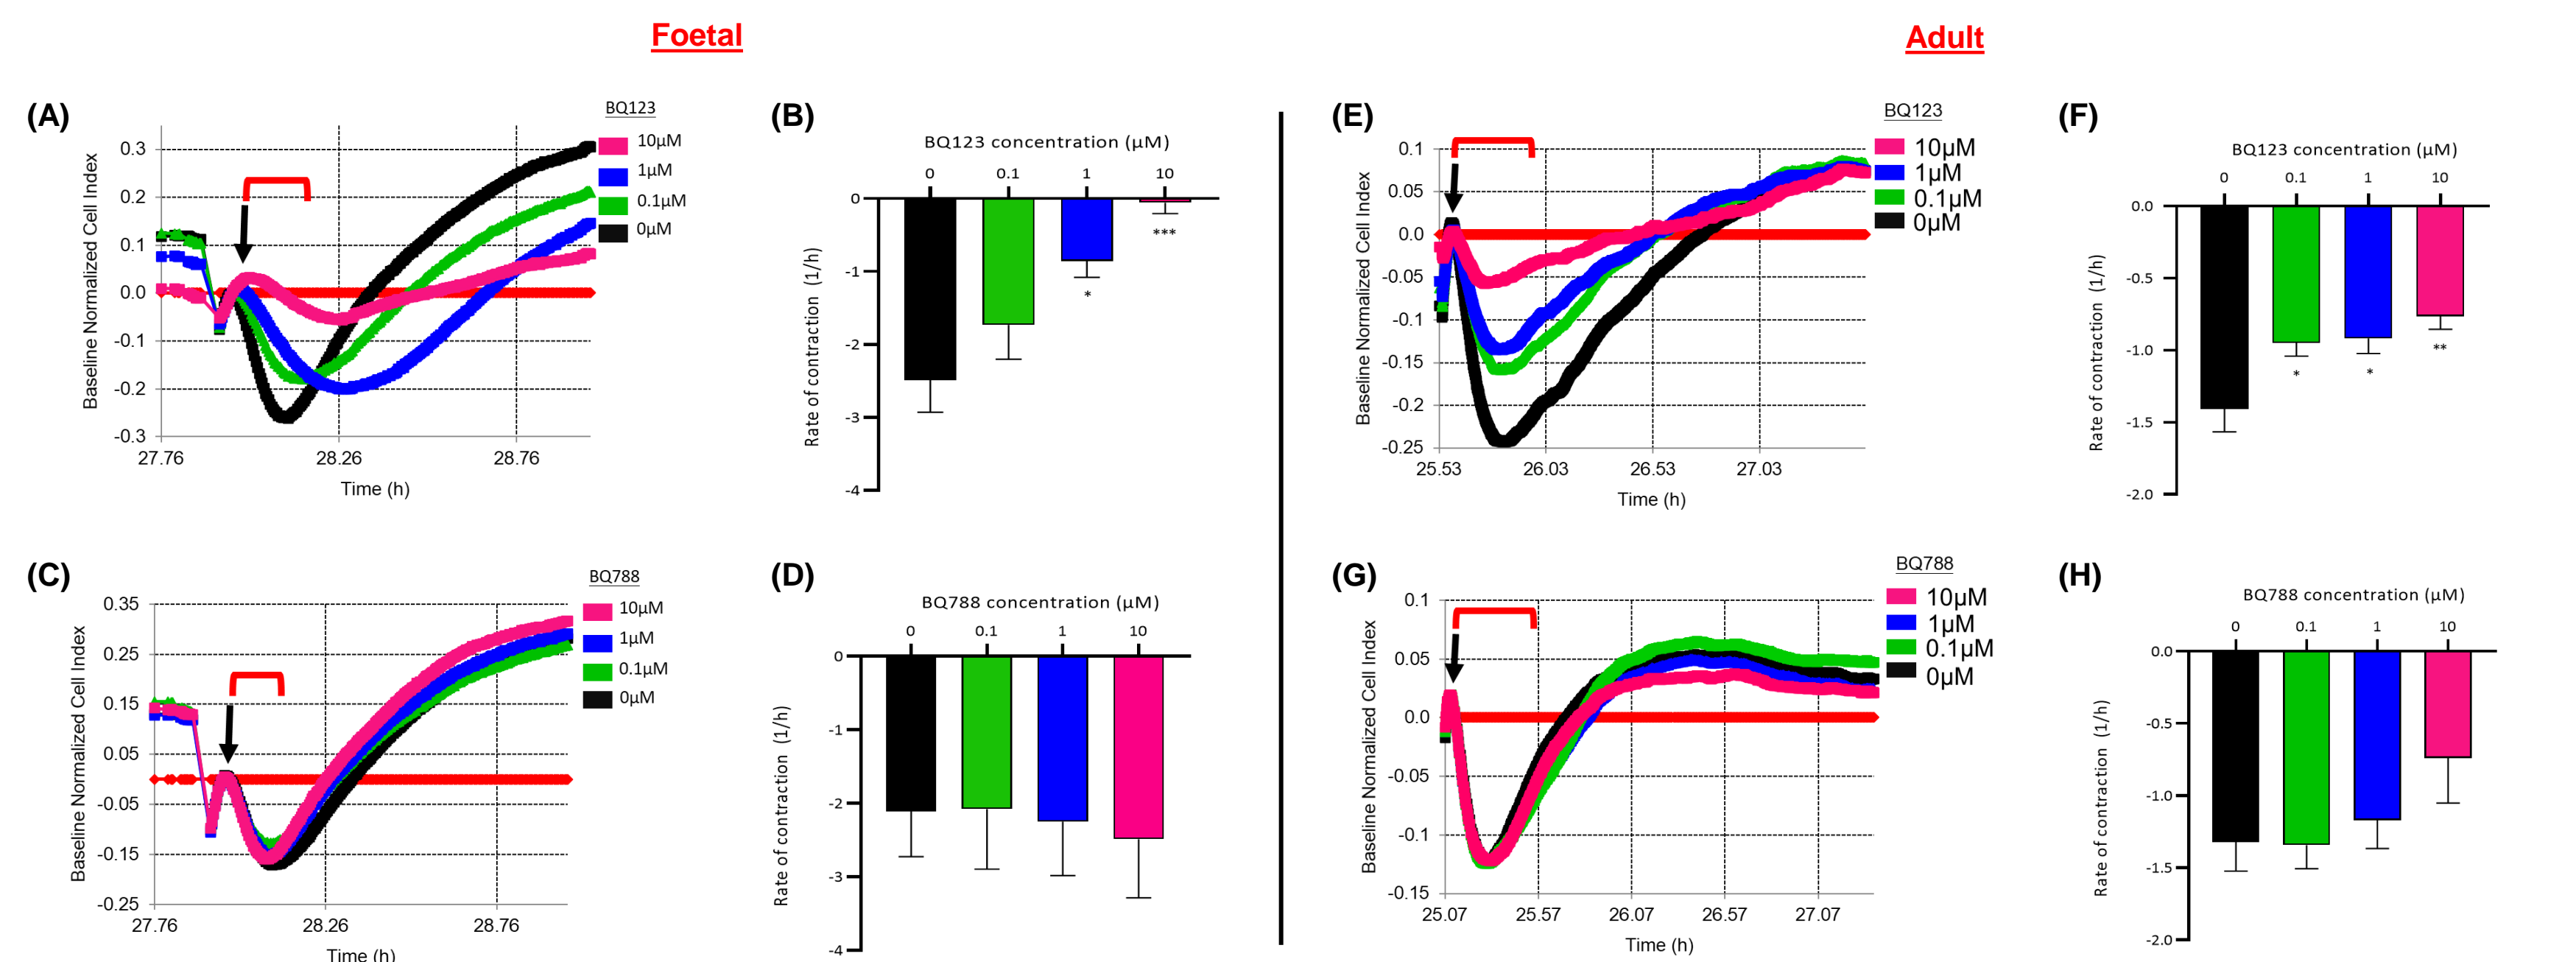 Foetal
Adult
(A)
BQ123
10µM
1µM
0.1µM
0µM
Baseline Normalized Cell Index
0.3
0.2
0.1
0.0
-0.1
-0.2
-0.3
27.76 28.26 28.76
Time (h)
(B)
BQ123 concentration (µM)
0 0.1 1 10
Rate of contraction (1/h)
0
-1
-2
-3
-4
*
***
(E)
BQ123
10µM
1µM
0.1µM
0µM
Baseline Normalized Cell Index
0.1
0.05
0.0
-0.05
-0.1
-0.15
-0.2
-0.25
25.53 26.03 26.53 27.03
Time (h)
(F)
BQ123 concentration (µM)
0 0.1 1 10
Rate of contraction (1/h)
0.0
-0.5
-1.0
-1.5
-2.0
* * **
(C)
BQ788
10µM
1µM
0.1µM
0µM
Baseline Normalized Cell Index
0.35
0.25
0.15
0.05
-0.05
-0.15
-0.25
27.76 28.26 28.76
Time (h)
(D)
BQ788 concentration (µM)
0 0.1 1 10
Rate of contraction (1/h)
0
-1
-2
-3
-4
(G)
BQ788
10µM
1µM
0.1µM
0µM
Baseline Normalized Cell Index
0.1
0.05
0.0
-0.05
-0.1
-0.15
25.07 25.57 26.07 26.57 27.07
Time (h)
(H)
BQ788 concentration (µM)
0 0.1 1 10
Rate of contraction (1/h)
0.0
-0.5
-1.0
-1.5
-2.0